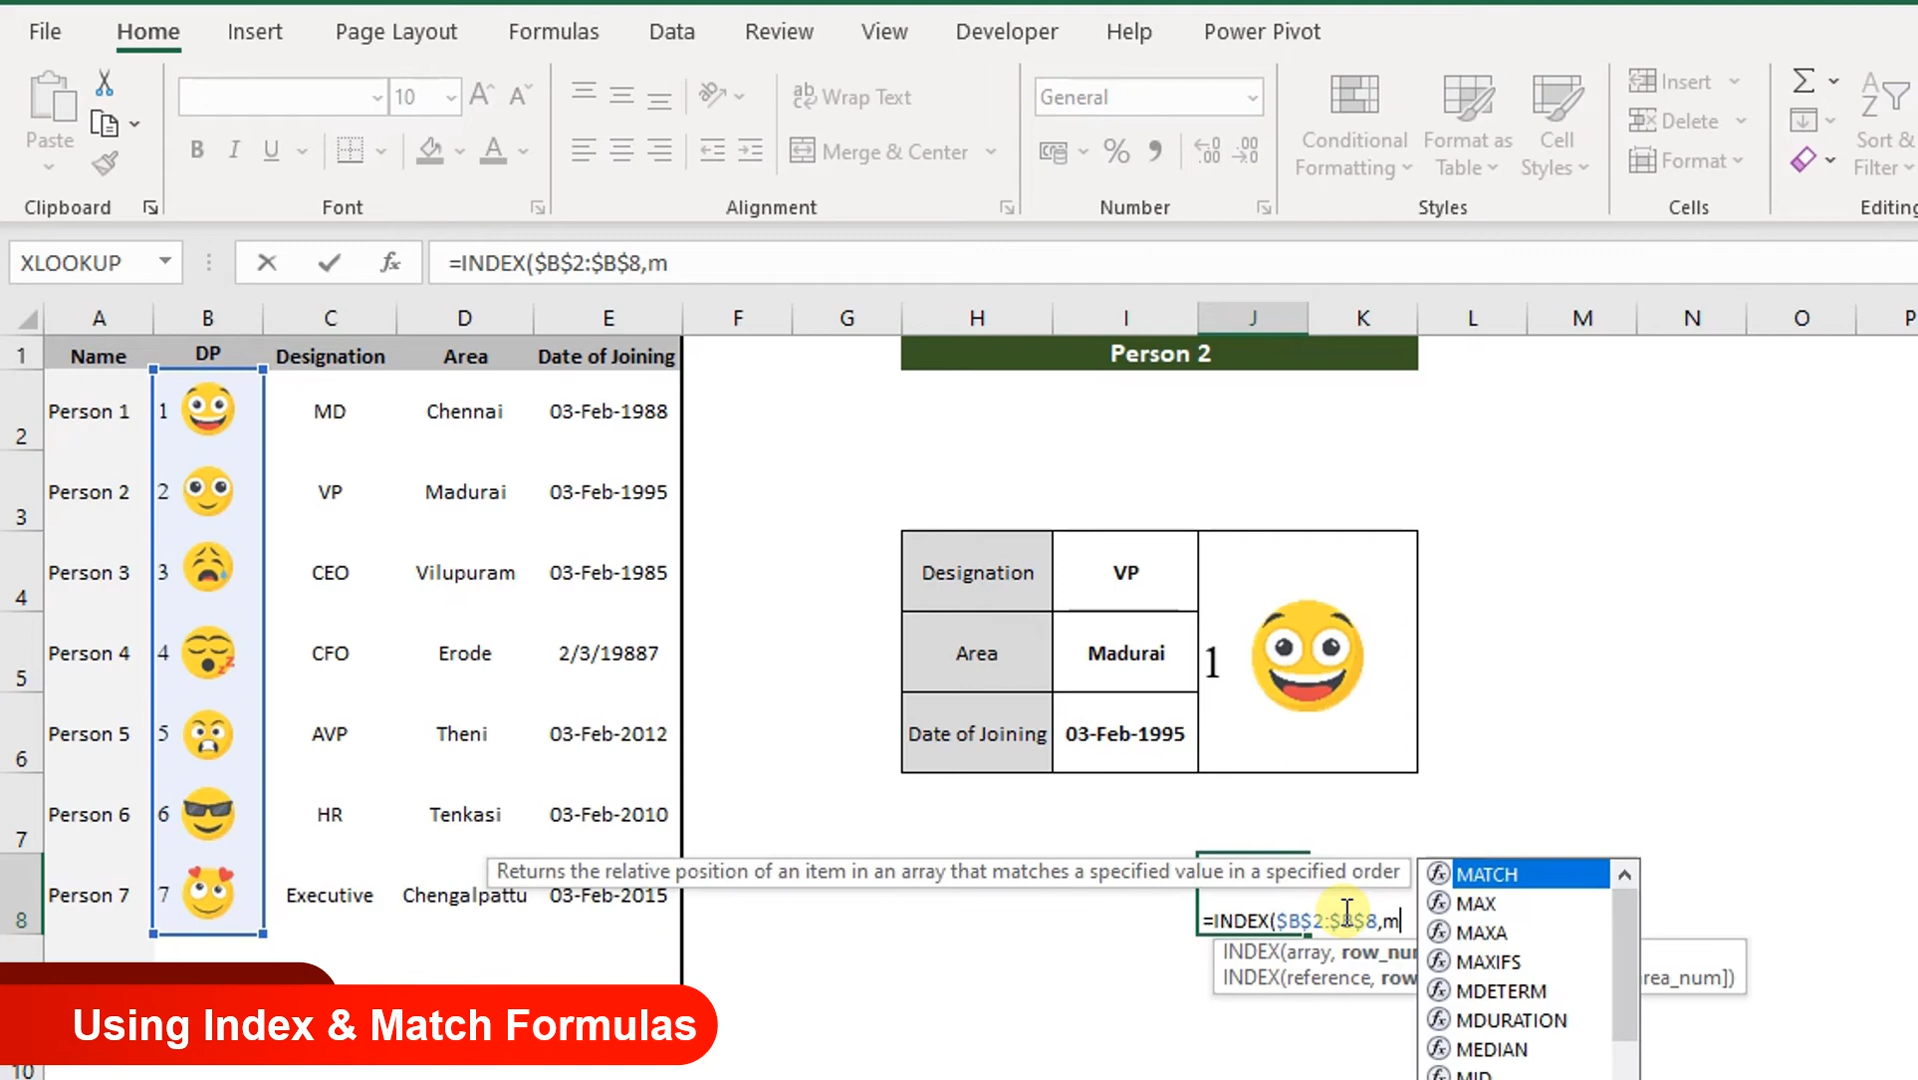 File Home Insert Page Layout Formulas Data Review View Developer Help Power Pivot
10 Wrap Text General Insert
Paste Conditional Format as Cell Delete Sort &
B I U Merge & Center % Formatting Table Styles Format Filter
Clipboard Font Alignment Number Styles Cells Editing
XLOOKUP fx =INDEX($B$2:$B$8,m
A B C D E F G H I J K L M N O P
1 Name DP Designation Area Date of Joining Person 2
2 Person 1 1 MD Chennai 03-Feb-1988
3 Person 2 2 VP Madurai 03-Feb-1995
4 Person 3 3 CEO Vilupuram 03-Feb-1985 Designation VP
5 Person 4 4 CFO Erode 2/3/19887 Area Madurai 1
6 Person 5 5 AVP Theni 03-Feb-2012 Date of Joining 03-Feb-1995
7 Person 6 6 HR Tenkasi 03-Feb-2010
Returns the relative position of an item in an array that matches a specified value in a specified order
8 Person 7 7 Executive Chengalpattu 03-Feb-2015
=INDEX($B$2:$B$8,m
INDEX(array, row_num
INDEX(reference, row rea_num])
MATCH
MAX
MAXA
MAXIFS
MDETERM
MDURATION
MEDIAN
MID
Using Index & Match Formulas
10